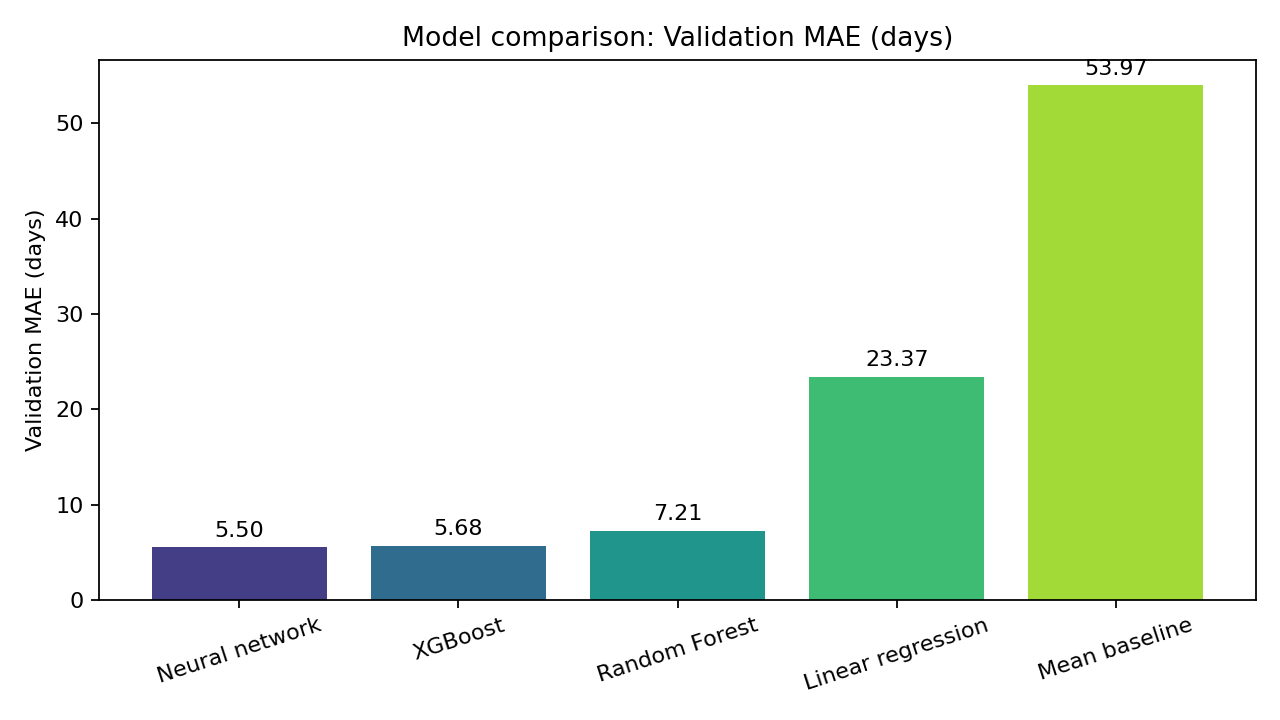 Model comparison: Validation MAE (days)
Validation MAE (days)
50
40
30
20
10
0
5.50
5.68
7.21
23.37
53.97
Neural network
XGBoost
Random Forest
Linear regression
Mean baseline